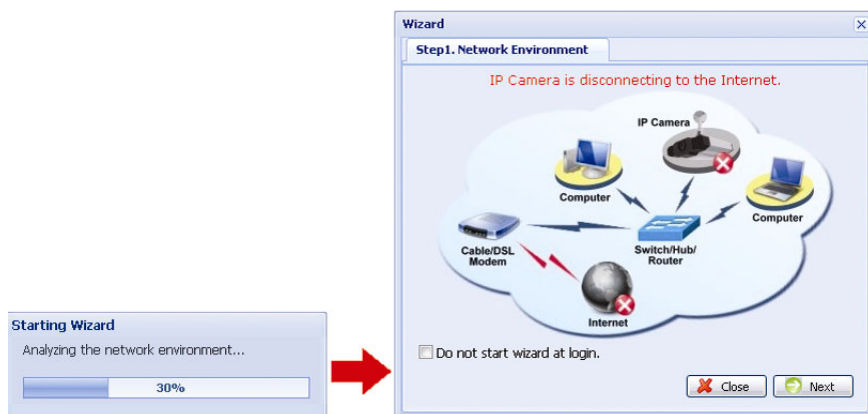 Starting Wizard
Analyzing the network environment...
30%
Wizard
Step1. Network Environment
IP Camera is disconnecting to the Internet.
IP Camera
Computer
Computer
Cable/DSL
Modem
Switch/Hub/
Router
Internet
Do not start wizard at login.
Close
Next